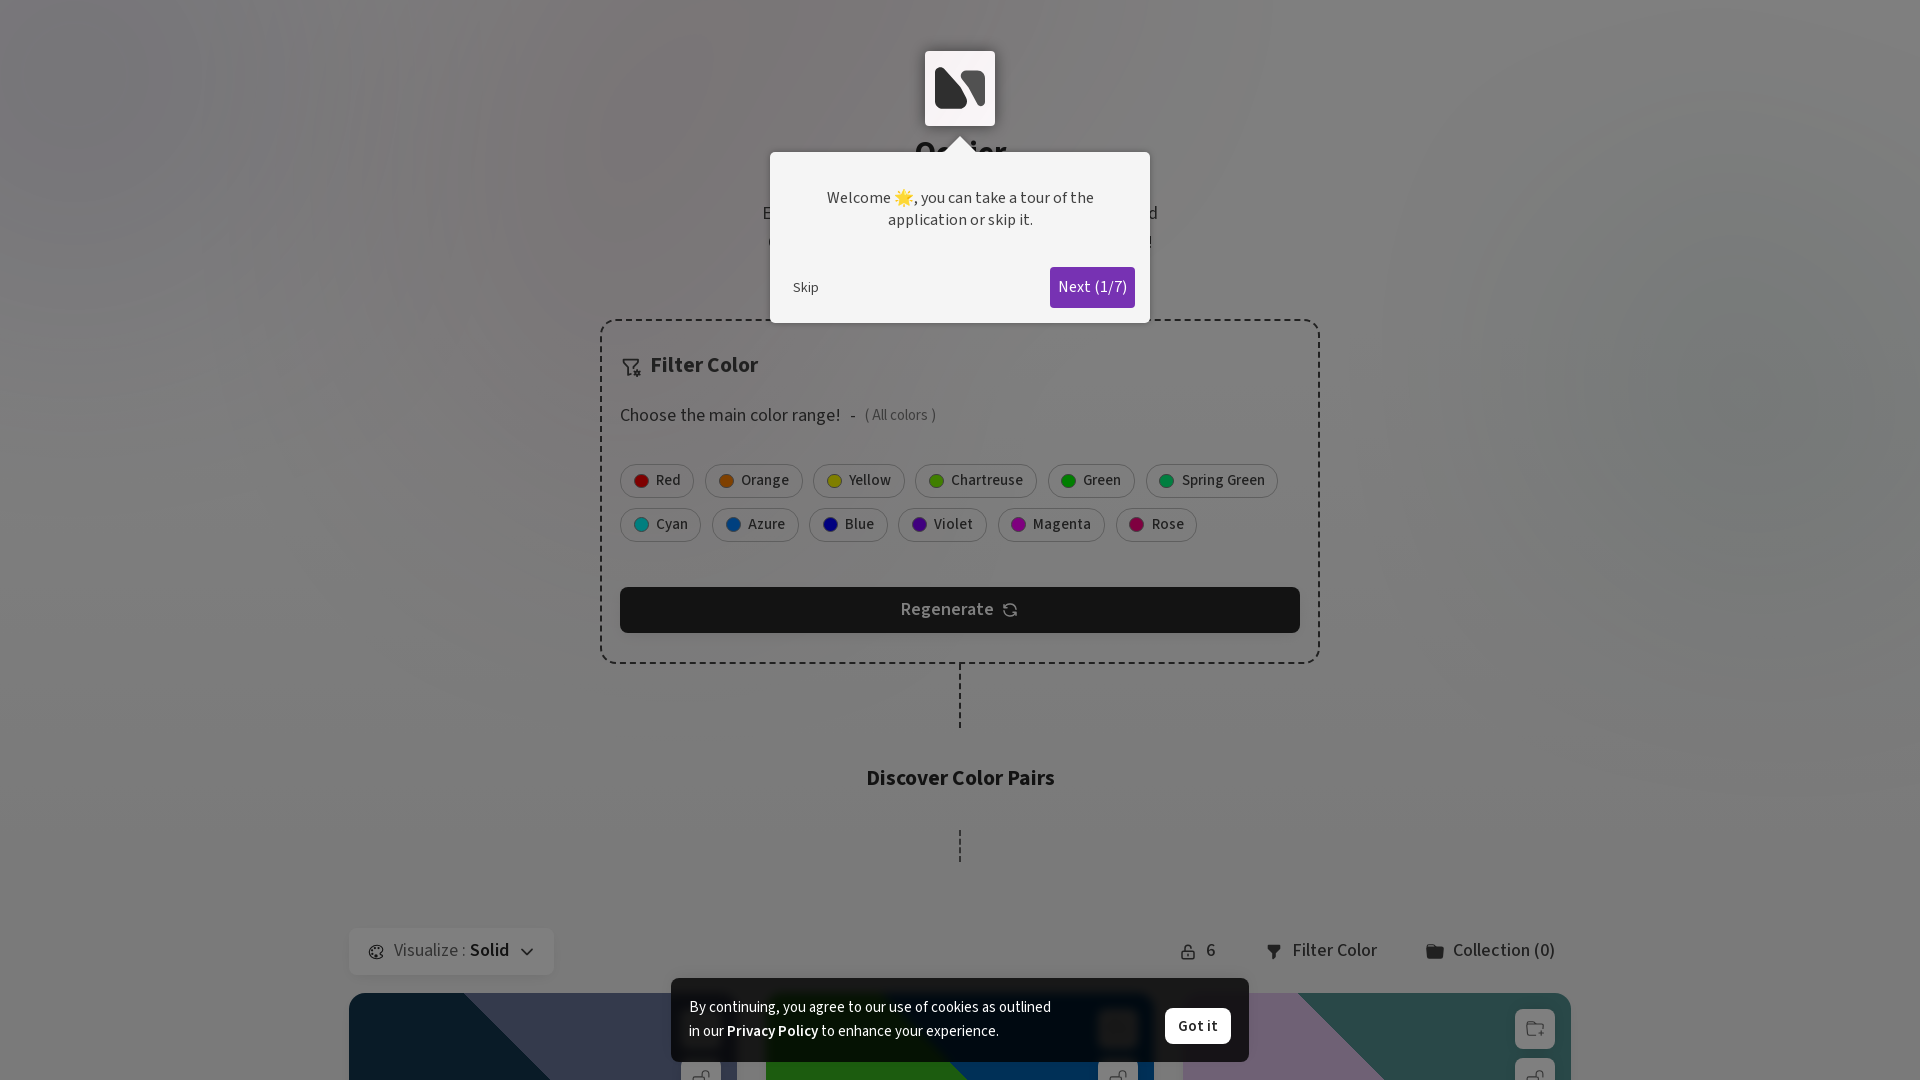 Welcome 🌟, you can take a tour of the
application or skip it.
Skip
Next (1/7)
Filter Color
Choose the main color range! - ( All colors )
Red
Orange
Yellow
Chartreuse
Green
Spring Green
Cyan
Azure
Blue
Violet
Magenta
Rose
Regenerate
Discover Color Pairs
Visualize : Solid
6
Filter Color
Collection (0)
By continuing, you agree to our use of cookies as outlined
in our Privacy Policy to enhance your experience.
Got it